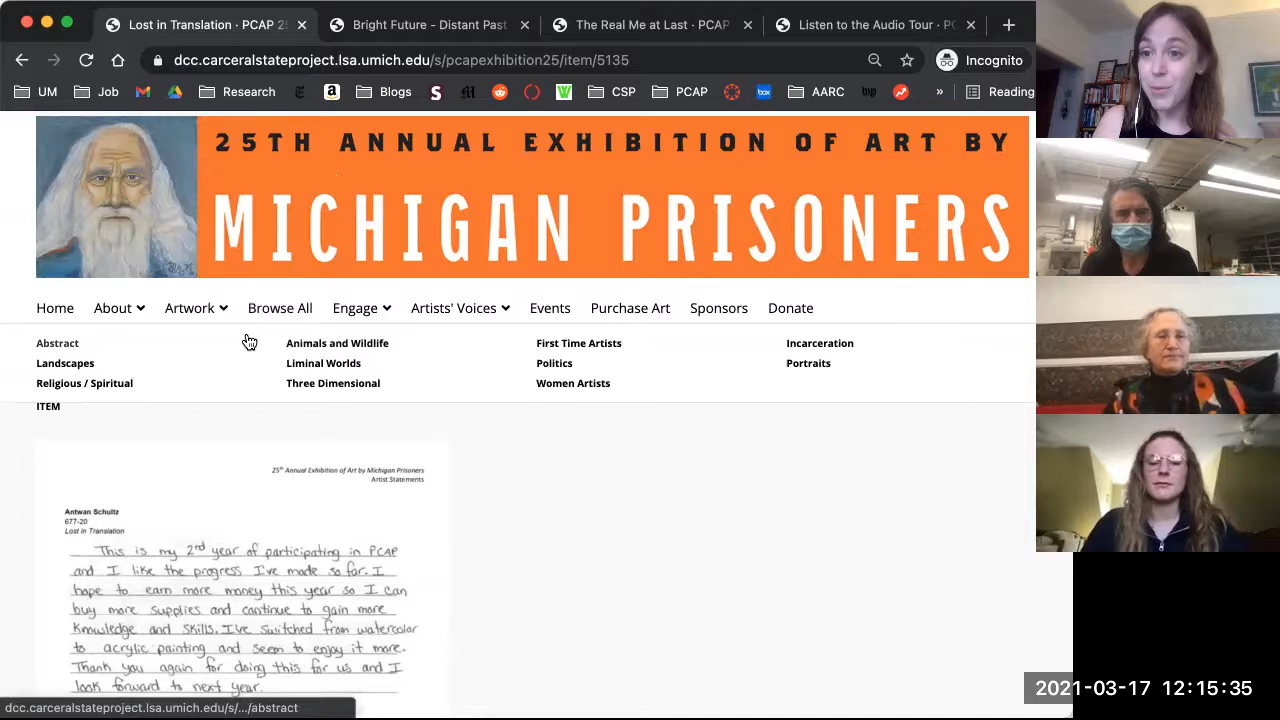 Lost in Translation · PCAP 25
Bright Future - Distant Past
The Real Me at Last · PCAP
Listen to the Audio Tour · PC
dcc.carceralstateproject.lsa.umich.edu/s/pcapexhibition25/item/5135
Incognito
UM Job Research Blogs CSP PCAP box AARC wp » Reading
25TH ANNUAL EXHIBITION OF ART BY
MICHIGAN PRISONERS
Home About Artwork Browse All Engage Artists' Voices Events Purchase Art Sponsors Donate
Abstract Animals and Wildlife First Time Artists Incarceration
Landscapes Liminal Worlds Politics Portraits
Religious / Spiritual Three Dimensional Women Artists
ITEM
25th Annual Exhibition of Art by Michigan Prisoners
Artist Statements
Antwan Schultz
677-20
Lost in Translation
This is my 2nd year of participating in PCAP
and I like the progress I've made so far. I
hope to earn more money this year so I can
buy more supplies and continue to gain more
knowledge and skills. I've switched from watercolor
to acrylic painting and seem to enjoy it more.
Thank you again for doing this for us and I
look forward to next year.
dcc.carceralstateproject.lsa.umich.edu/s/.../abstract
2021-03-17 12:15:35